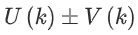 U (k) ± V (k)